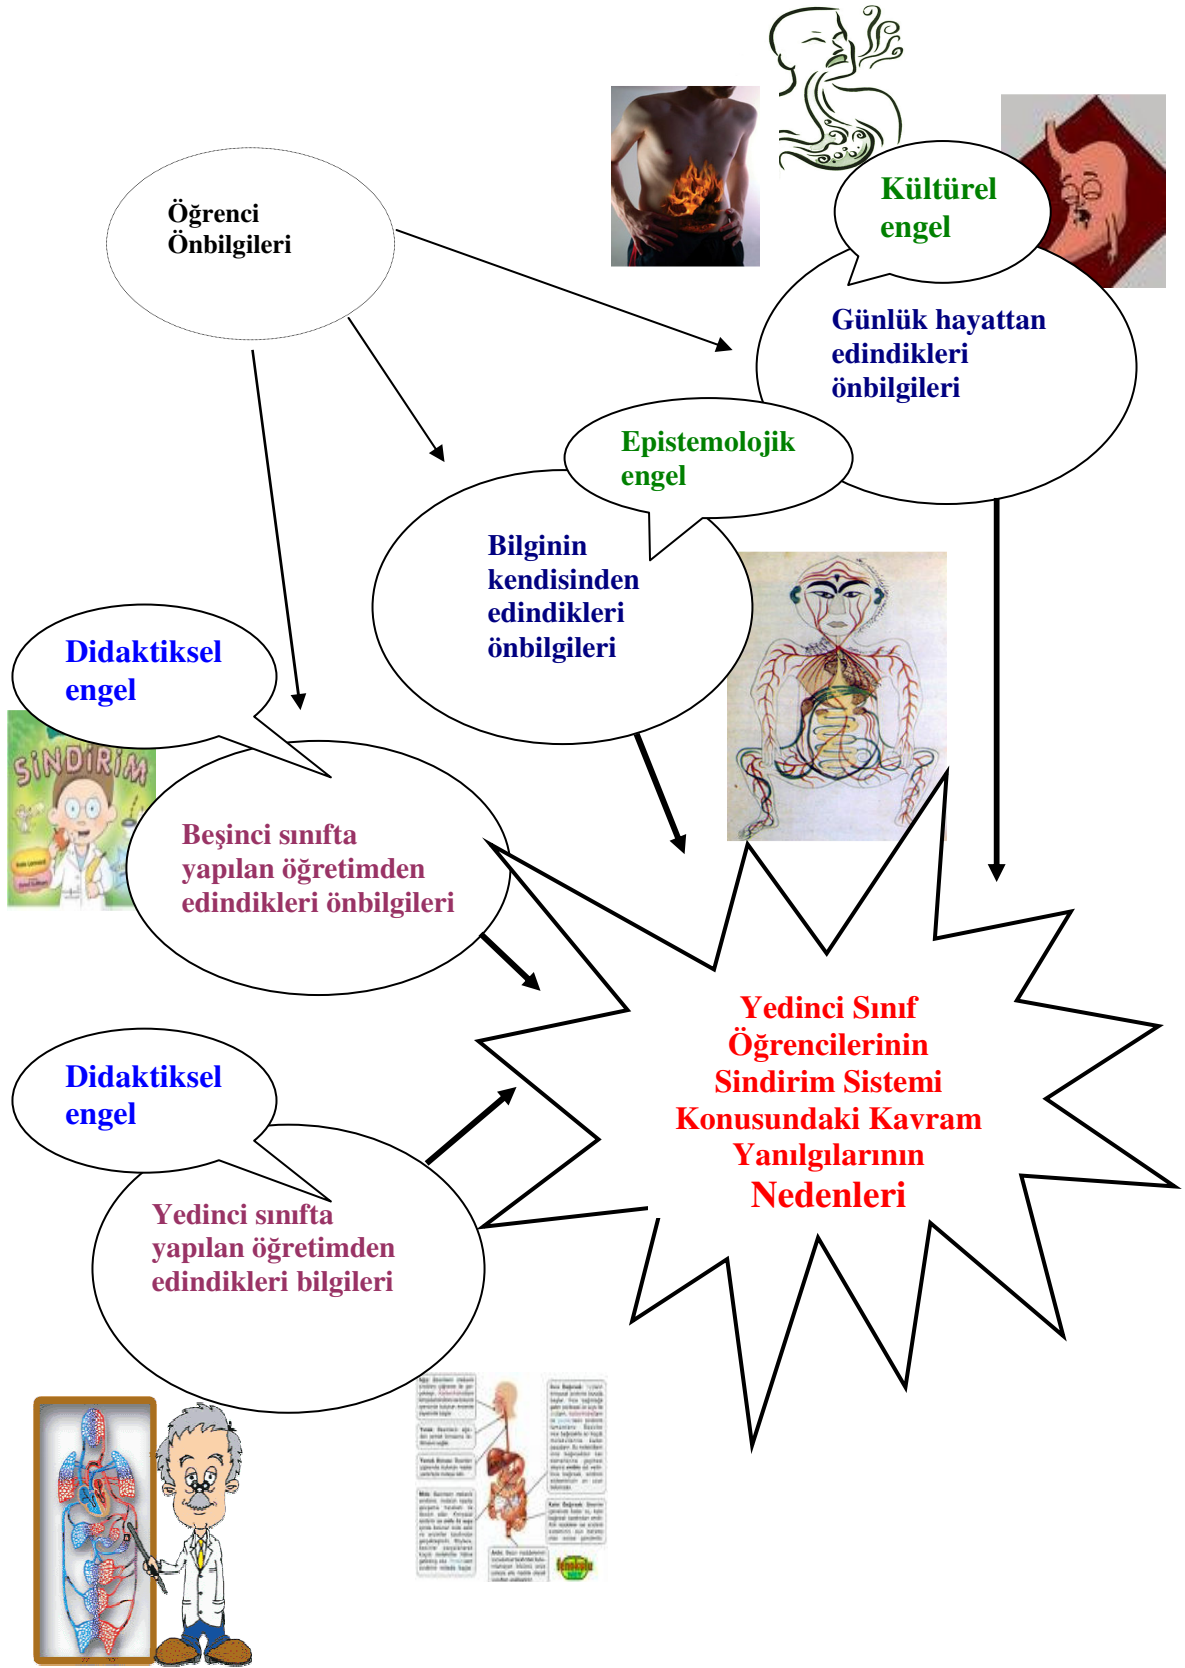 Kültürel
engel
Öğrenci
Önbilgileri
Günlük hayattan
edindikleri
önbilgileri
Epistemolojik
engel
Bilginin
kendisinden
edindikleri
önbilgileri
Didaktiksel
engel
SİNDİRİM
Beşinci sınıfta
yapılan öğretimden
edindikleri önbilgileri
Yedinci Sınıf
Öğrencilerinin
Sindirim Sistemi
Konusundaki Kavram
Yanılgılarının
Nedenleri
Didaktiksel
engel
Yedinci sınıfta
yapılan öğretimden
edindikleri bilgileri